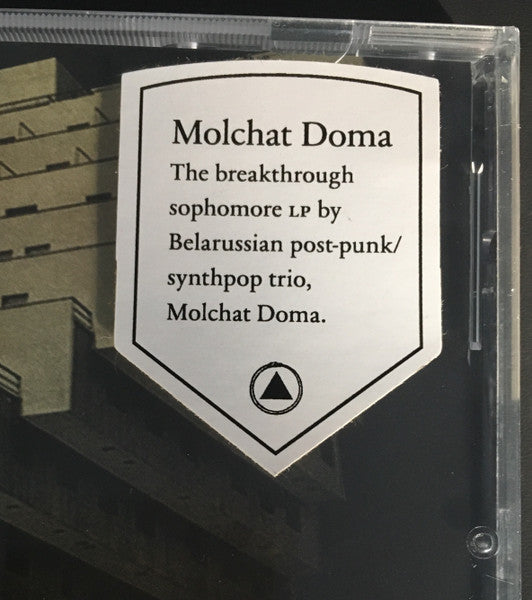 Molchat Doma
The breakthrough
sophomore LP by
Belarussian post-punk/
synthpop trio,
Molchat Doma.